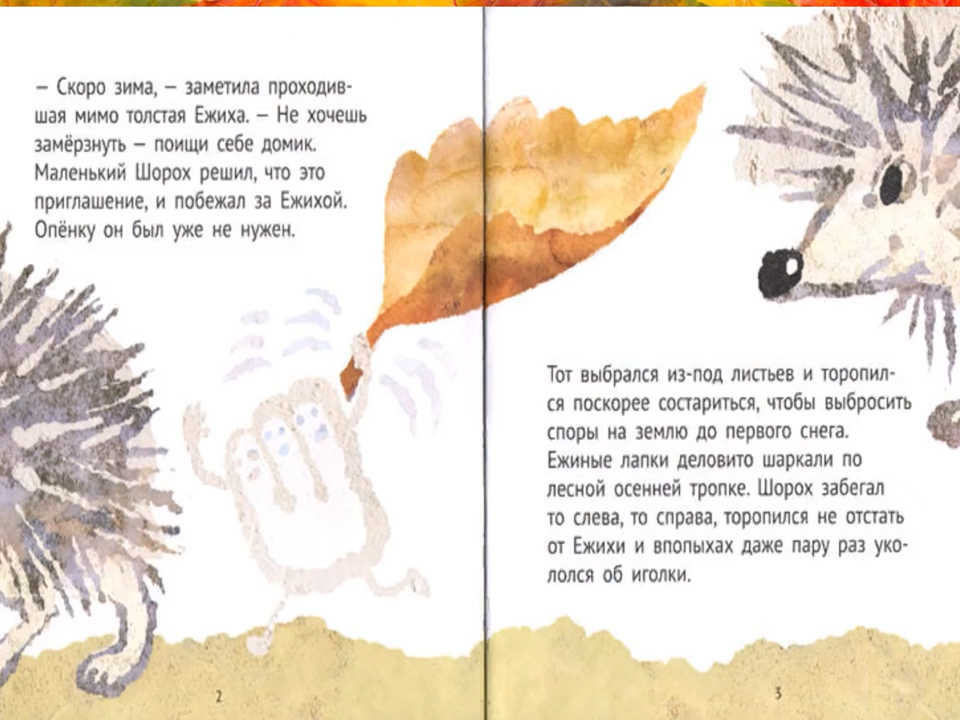 — Скоро зима, — заметила проходив-
шая мимо толстая Ежиха. — Не хочешь
замёрзнуть — поищи себе домик.
Маленький Шорох решил, что это
приглашение, и побежал за Ежихой.
Опёнку он был уже не нужен.
2
Тот выбрался из-под листьев и торопил-
ся поскорее состариться, чтобы выбросить
споры на землю до первого снега.
Ежиные лапки деловито шаркали по
лесной осенней тропке. Шорох забегал
то слева, то справа, торопился не отстать
от Ежихи и впопыхах даже пару раз уко-
лолся об иголки.
3